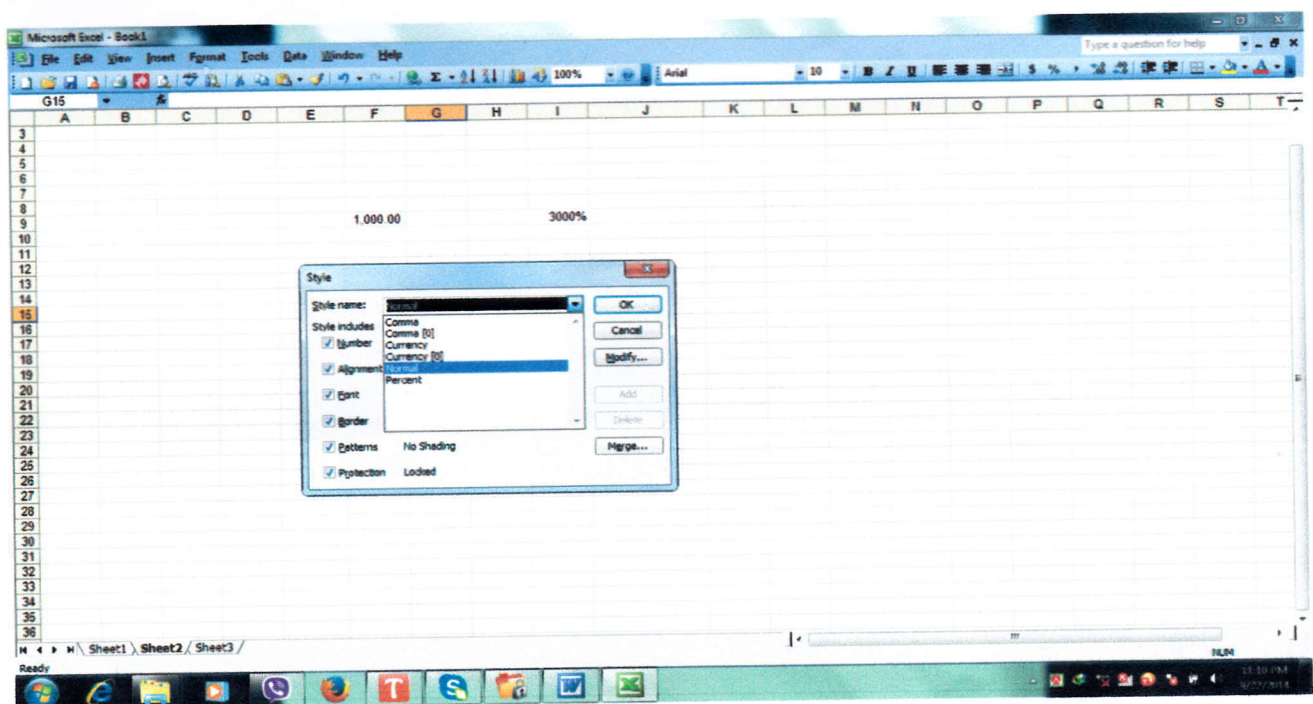 Microsoft Excel - Book1
File Edit View Insert Format Tools Data Window Help
Type a question for help
100% Arial 10 B I U $ %
G15 fx
A B C D E F G H I J K L M N O P Q R S T
3
4
5
6
7
8
9 1,000.00 3000%
10
11
12
13
14
15
16
17
18
19
20
21
22
23
24
25
26
27
28
29
30
31
32
33
34
35
36
Style
Style name: Normal
OK
Style includes
Comma
Comma [0]
Currency
Currency [0]
Normal
Percent
Cancel
Number
Modify...
Alignment
Font
Add
Border
Delete
Patterns No Shading
Merge...
Protection Locked
Sheet1 Sheet2 Sheet3
Ready
NUM
11:10 PM